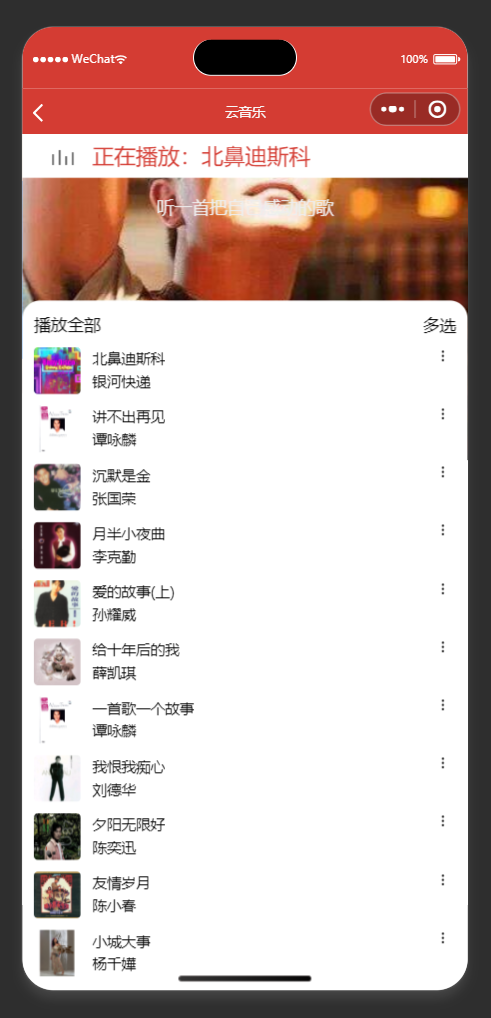 WeChat
100%
云音乐
正在播放：北鼻迪斯科
听一首把自己感动的歌
播放全部
多选
北鼻迪斯科
银河快递
讲不出再见
谭咏麟
沉默是金
张国荣
月半小夜曲
李克勤
爱的故事(上)
孙耀威
给十年后的我
薛凯琪
一首歌一个故事
谭咏麟
我恨我痴心
刘德华
夕阳无限好
陈奕迅
友情岁月
陈小春
小城大事
杨千嬅